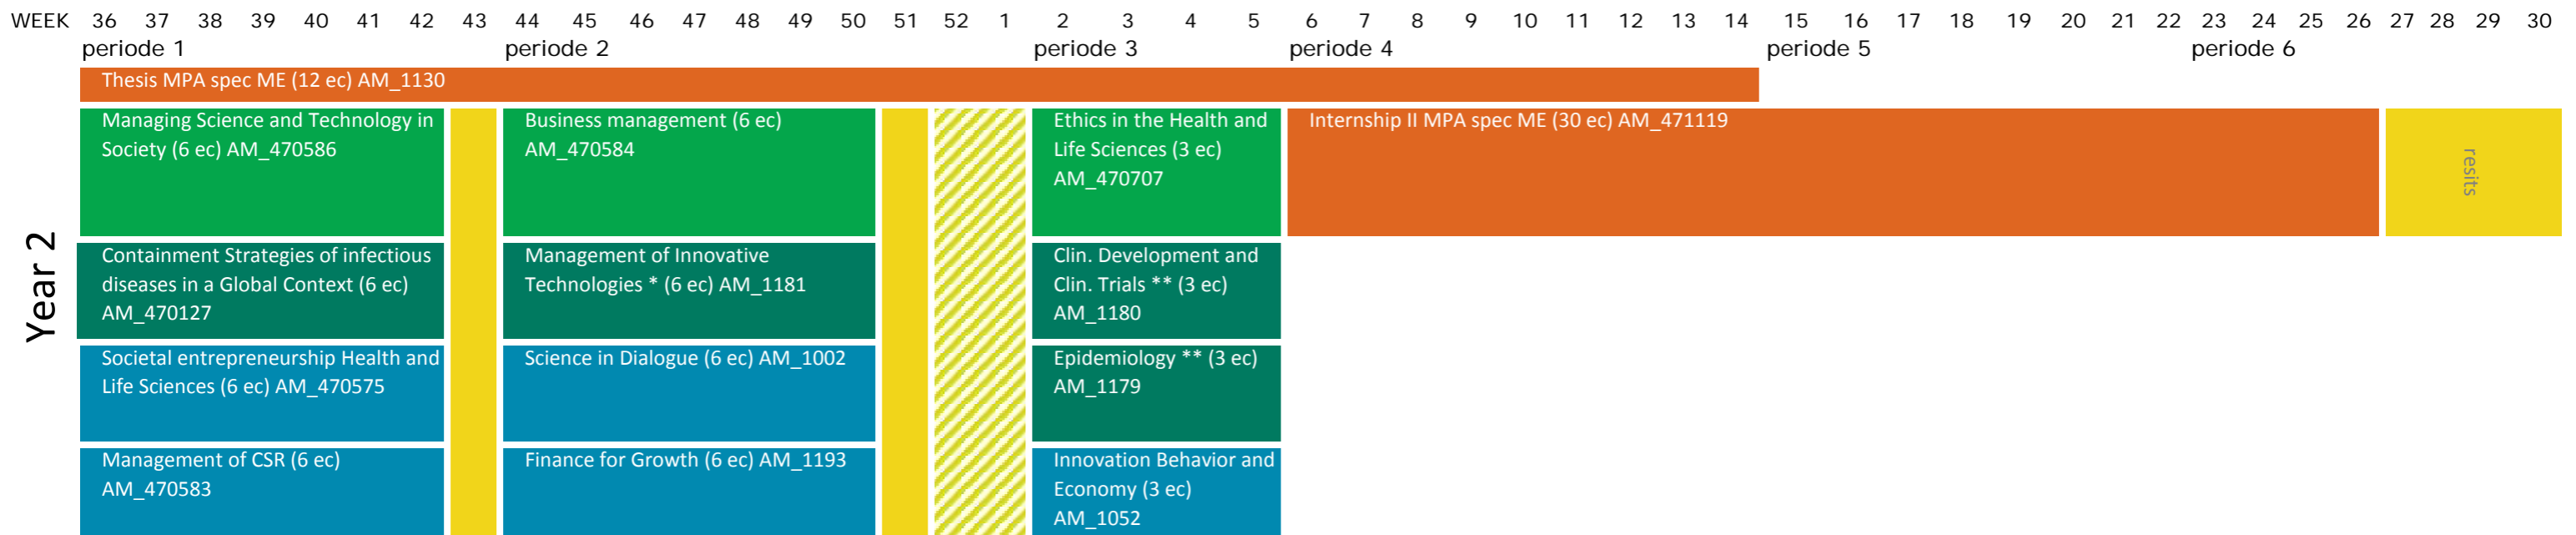 WEEK 36 37 38 39 40 41 42 43 44 45 46 47 48 49 50 51 52 1 2 3 4 5 6 7 8 9 10 11 12 13 14 15 16 17 18 19 20 21 22 23 24 25 26 27 28 29 30
periode 1 periode 2 periode 3 periode 4 periode 5 periode 6
Thesis MPA spec ME (12 ec) AM_1130
Managing Science and Technology in
Society (6 ec) AM_470586
Business management (6 ec)
AM_470584
Ethics in the Health and
Life Sciences (3 ec)
AM_470707
Internship II MPA spec ME (30 ec) AM_471119
resits
Year 2
Containment Strategies of infectious
diseases in a Global Context (6 ec)
AM_470127
Management of Innovative
Technologies * (6 ec) AM_1181
Clin. Development and
Clin. Trials ** (3 ec)
AM_1180
Societal entrepreneurship Health and
Life Sciences (6 ec) AM_470575
Science in Dialogue (6 ec) AM_1002
Epidemiology ** (3 ec)
AM_1179
Management of CSR (6 ec)
AM_470583
Finance for Growth (6 ec) AM_1193
Innovation Behavior and
Economy (3 ec)
AM_1052